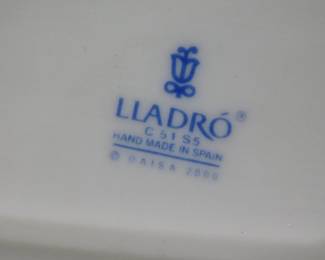 LLADRÓ®
C 51 S5
HAND MADE IN SPAIN
© DAISA 2000